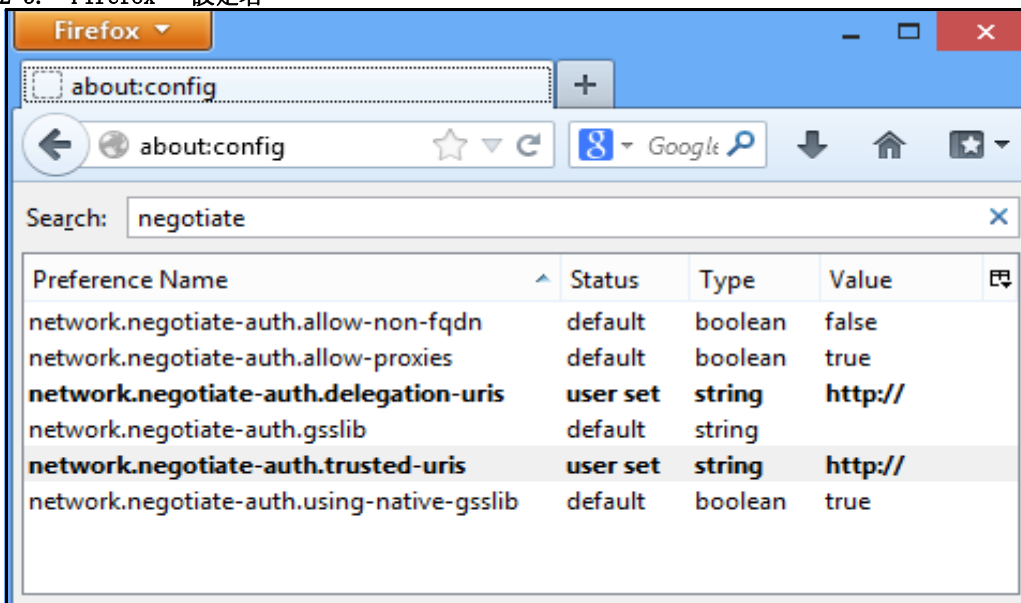 Firefox
about:config
about:config
Google
Search: negotiate
Preference Name Status Type Value
network.negotiate-auth.allow-non-fqdn default boolean false
network.negotiate-auth.allow-proxies default boolean true
network.negotiate-auth.delegation-uris user set string http://
network.negotiate-auth.gsslib default string
network.negotiate-auth.trusted-uris user set string http://
network.negotiate-auth.using-native-gsslib default boolean true